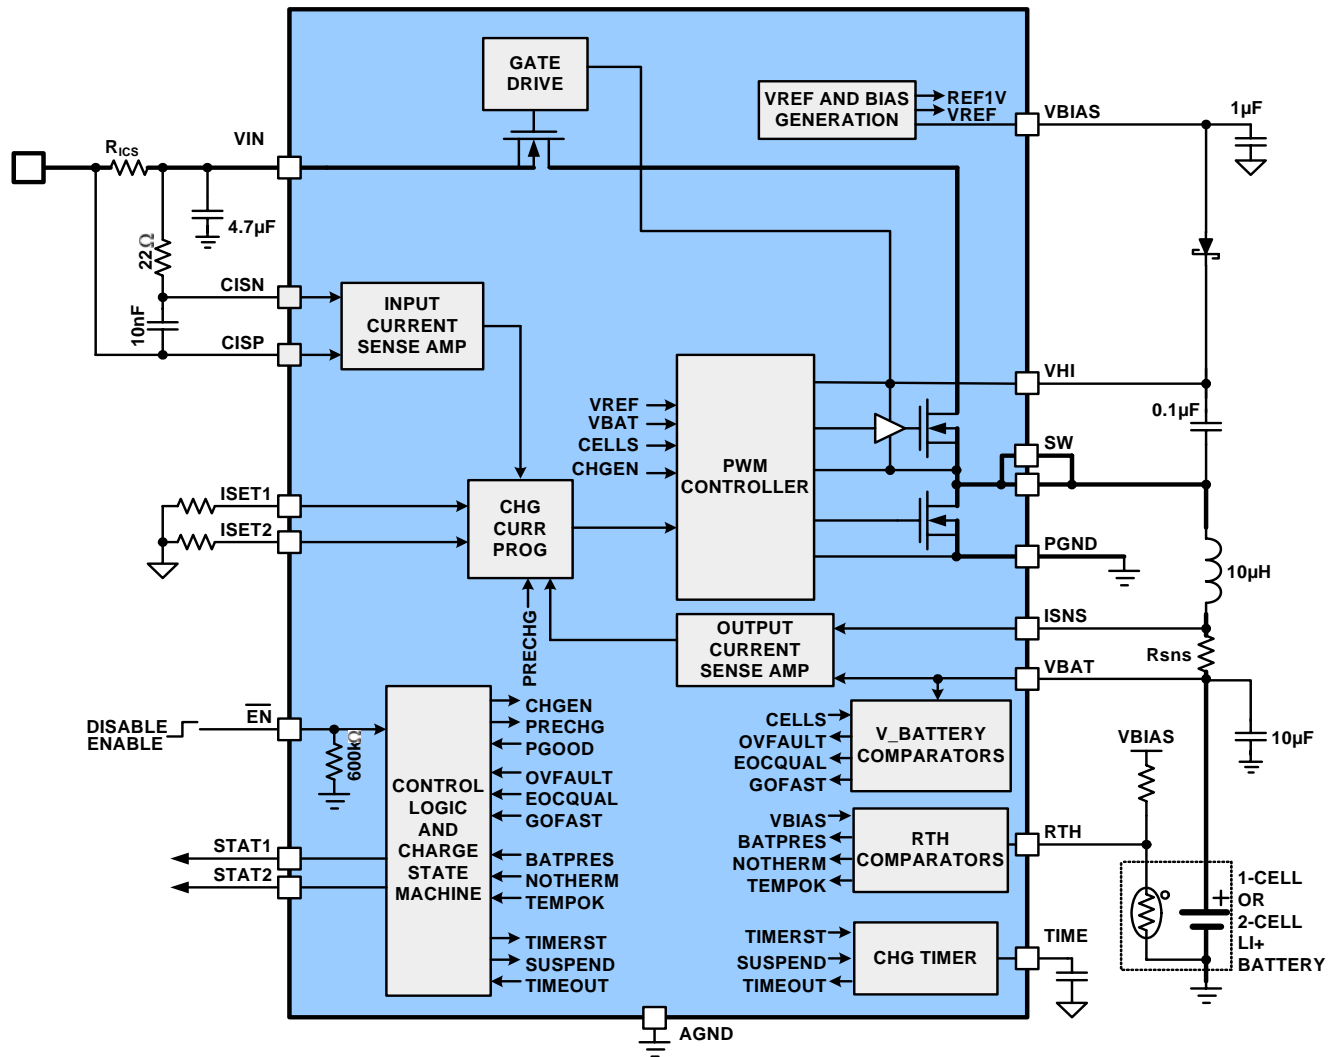 GATE
DRIVE
VREF AND BIAS
GENERATION
REF1V
VREF
VBIAS
1µF
VIN
RICS
4.7µF
22Ω
10nF
CISN
CISP
INPUT
CURRENT
SENSE AMP
VHI
0.1µF
SW
VREF
VBAT
CELLS
CHGEN
PWM
CONTROLLER
ISET1
ISET2
CHG
CURR
PROG
PRECHG
PGND
10µH
ISNS
Rsns
VBAT
OUTPUT
CURRENT
SENSE AMP
10µF
DISABLE
ENABLE
EN
600kΩ
CONTROL
LOGIC
AND
CHARGE
STATE
MACHINE
CHGEN
PRECHG
PGOOD
OVFAULT
EOCQUAL
GOFAST
BATPRES
NOTHERM
TEMPOK
TIMERST
SUSPEND
TIMEOUT
STAT1
STAT2
CELLS
OVFAULT
EOCQUAL
GOFAST
V_BATTERY
COMPARATORS
VBIAS
BATPRES
NOTHERM
TEMPOK
RTH
COMPARATORS
RTH
VBIAS
TIMERST
SUSPEND
TIMEOUT
CHG TIMER
TIME
+
1-CELL
OR
2-CELL
LI+
BATTERY
AGND